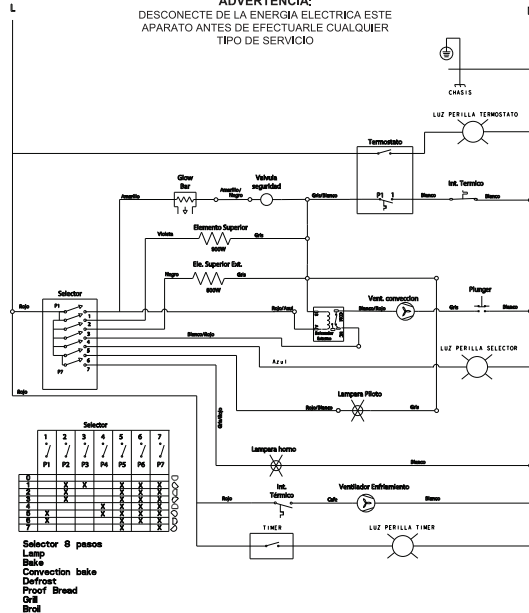 ADVERTENCIA:
DESCONECTE DE LA ENERGIA ELECTRICA ESTE
APARATO ANTES DE EFECTUARLE CUALQUIER
TIPO DE SERVICIO
L
CHASIS
LUZ PERILLA TERMOSTATO
Termostato
P1 1
Blanco
Int. Termico
Blanco
Glow
Bar
Valvula
seguridad
Amarillo
Amarillo/
Negro
Gris/Blanco
Elemento Superior
Violeta
Gris
800W
Ele. Superior Ext.
Negro
Gris
800W
Selector
Rojo
P1
1
2
3
4
5
6
P7
7
Rojo/Azul
Blanco/Rojo
Blanco/Rojo
Vent. conveccion
Gris
Plunger
Blanco
LUZ PERILLA SELECTOR
Azul
Rojo
Rojo/Blanco
Lampara Piloto
Gris
Gris/Rojo
Lampara horno
Blanco
Rojo
Int.
Térmico
Cafe
Ventilador Enfriamiento
Blanco
TIMER
LUZ PERILLA TIMER
Selector
1 2 3 4 5 6 7
P1 P2 P3 P4 P5 P6 P7
0
1 X X X X X
2 X X X X
3 X X X X
4 X X X X
5 X X X X X
6 X X X X
7 X X
Selector 8 pasos
Lamp
Bake
Convection bake
Defrost
Proof Bread
Grill
Broil